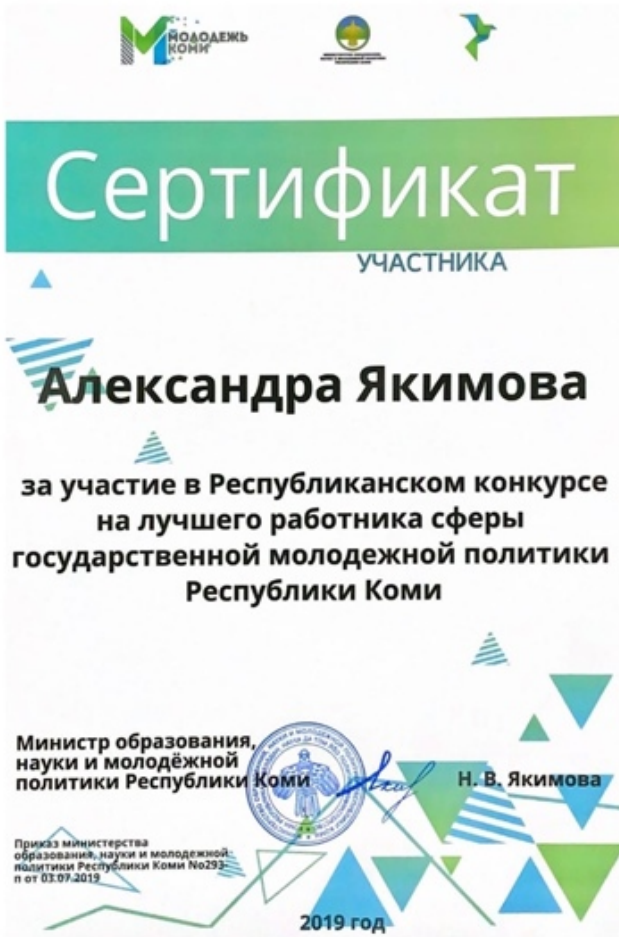 МОЛОДЕЖЬ
КОМИ
Сертификат
УЧАСТНИКА
Александра Якимова
за участие в Республиканском конкурсе
на лучшего работника сферы
государственной молодежной политики
Республики Коми
Министр образования,
науки и молодёжной
политики Республики Коми
Н. В. Якимова
Приказ министерства
образования, науки и молодежной
политики Республики Коми No293-
п от 03.07.2019
2019 год